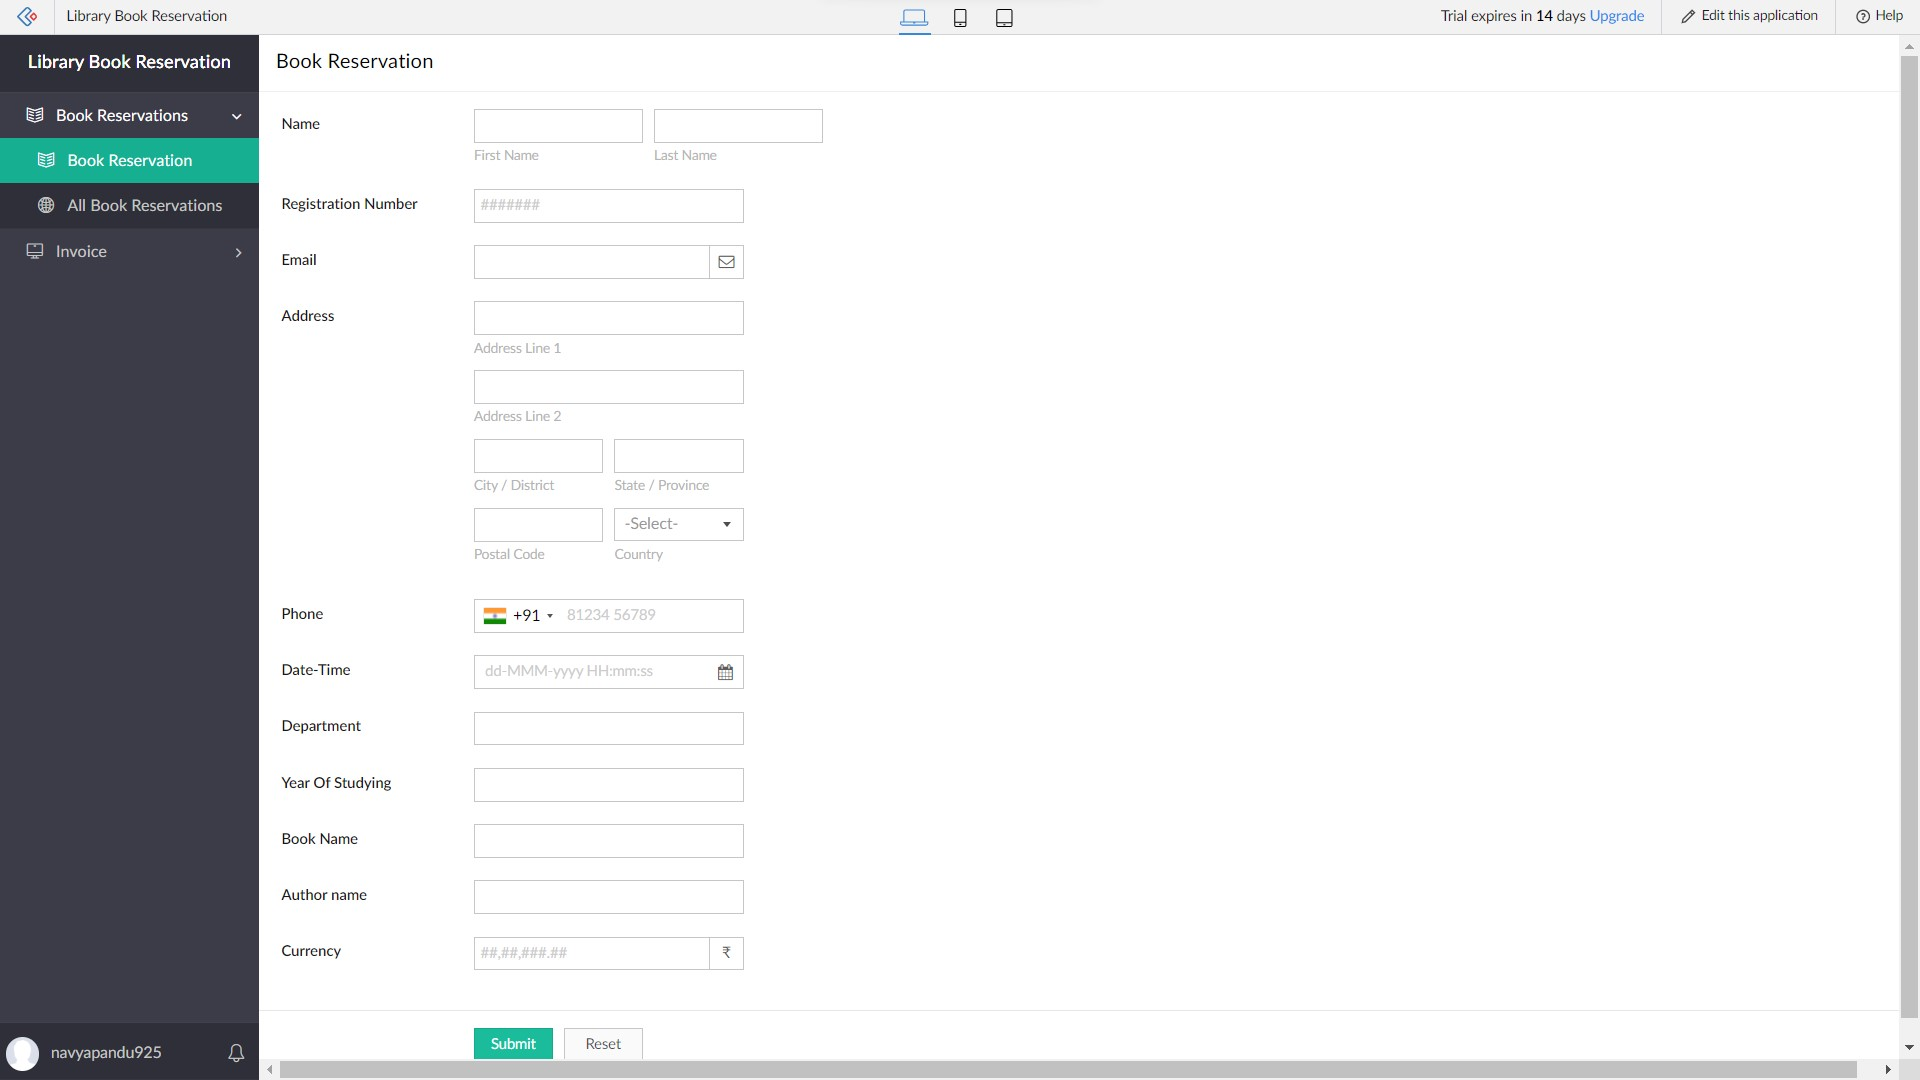 Library Book Reservation
Trial expires in 14 days Upgrade
Edit this application
Help
Library Book Reservation
Book Reservations
Book Reservation
All Book Reservations
Invoice
navyapandu925
Book Reservation
Name
First Name
Last Name
Registration Number
#######
Email
Address
Address Line 1
Address Line 2
City / District
State / Province
-Select-
Postal Code
Country
Phone
+91
81234 56789
Date-Time
dd-MMM-yyyy HH:mm:ss
Department
Year Of Studying
Book Name
Author name
Currency
##,##,###.##
₹
Submit
Reset